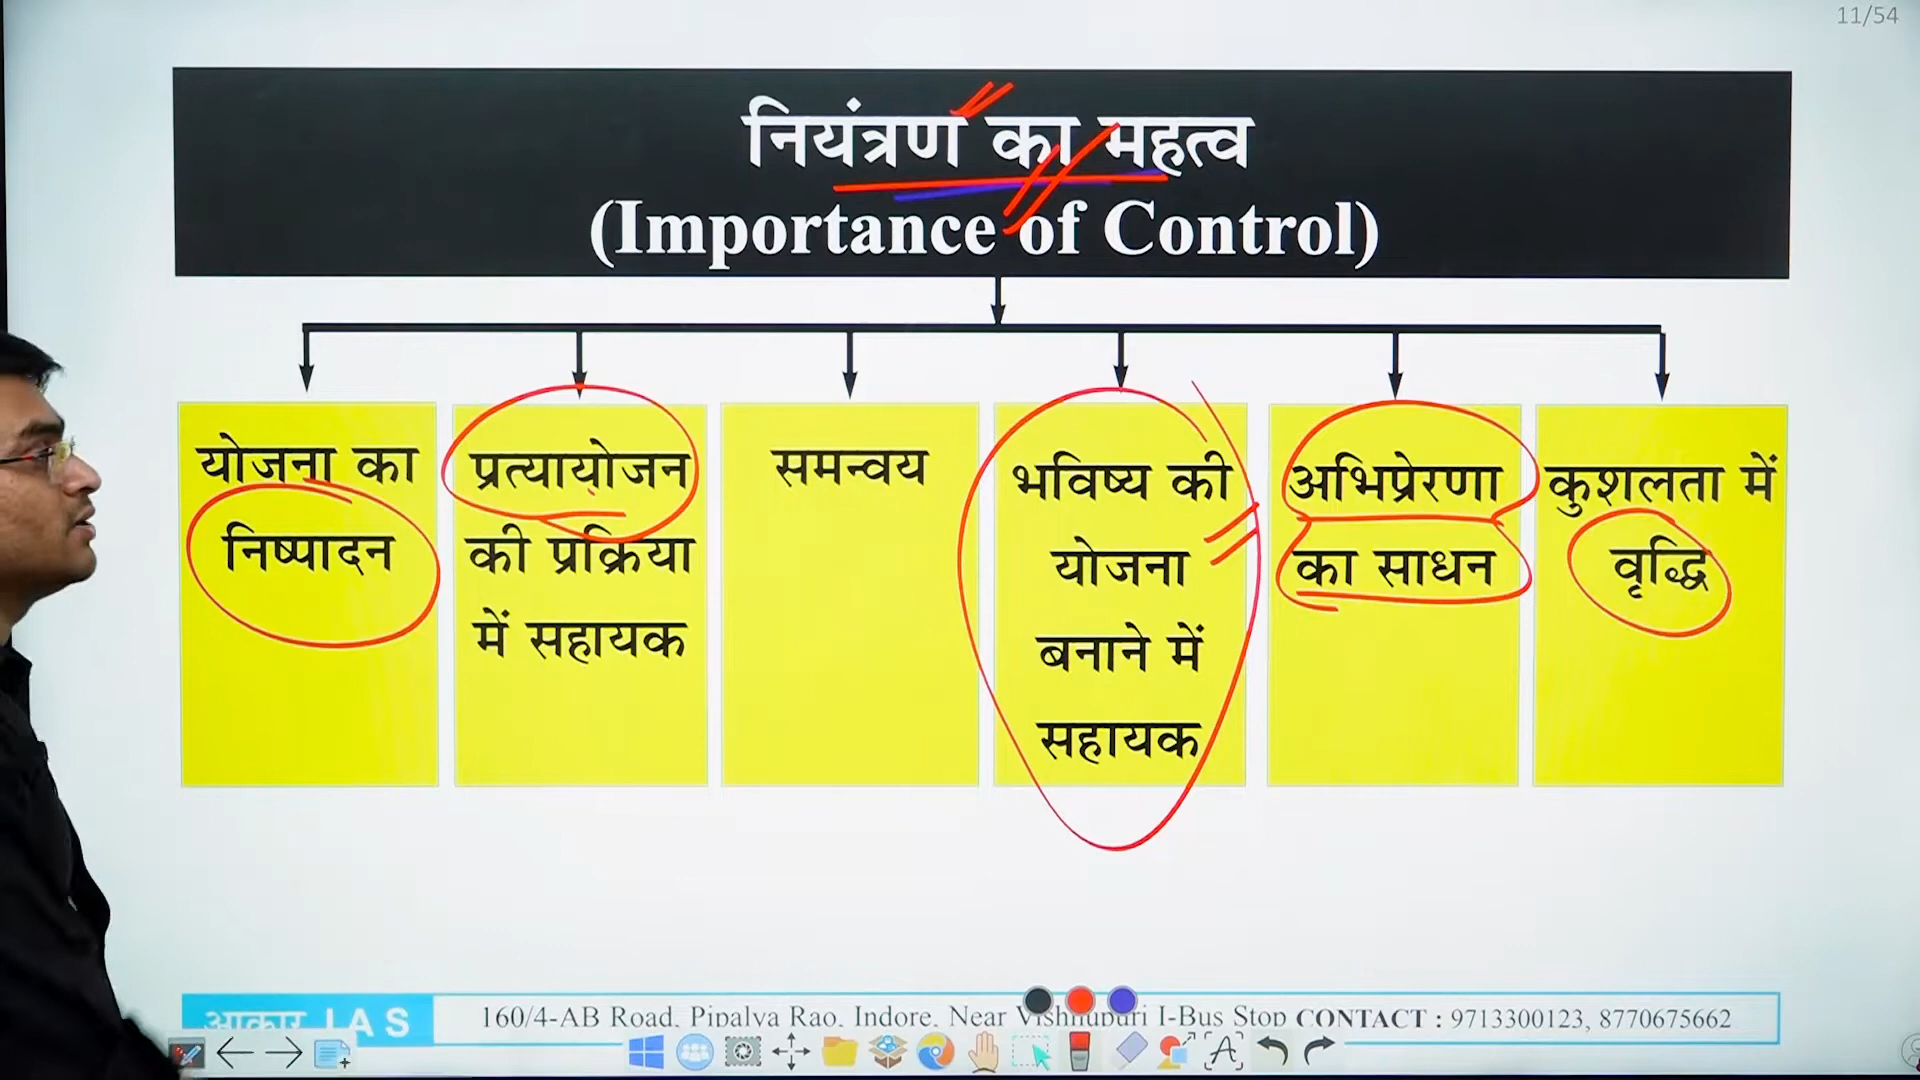 11/54
नियंत्रण का महत्व
(Importance of Control)
योजना का
निष्पादन
प्रत्यायोजन
की प्रक्रिया
में सहायक
समन्वय
भविष्य की
योजना
बनाने में
सहायक
अभिप्रेरणा
का साधन
कुशलता में
वृद्धि
आकार IAS
160/4-AB Road, Pipalya Rao, Indore, Near Vishnupuri I-Bus Stop CONTACT : 9713300123, 8770675662